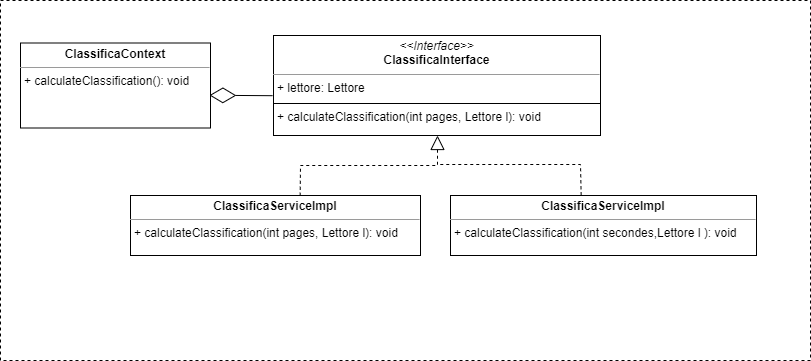 ClassificaContext
+ calculateClassification(): void
<<Interface>>
ClassificaInterface
+ lettore: Lettore
+ calculateClassification(int pages, Lettore l): void
ClassificaServiceImpl
+ calculateClassification(int pages, Lettore l): void
ClassificaServiceImpl
+ calculateClassification(int secondes,Lettore l ): void